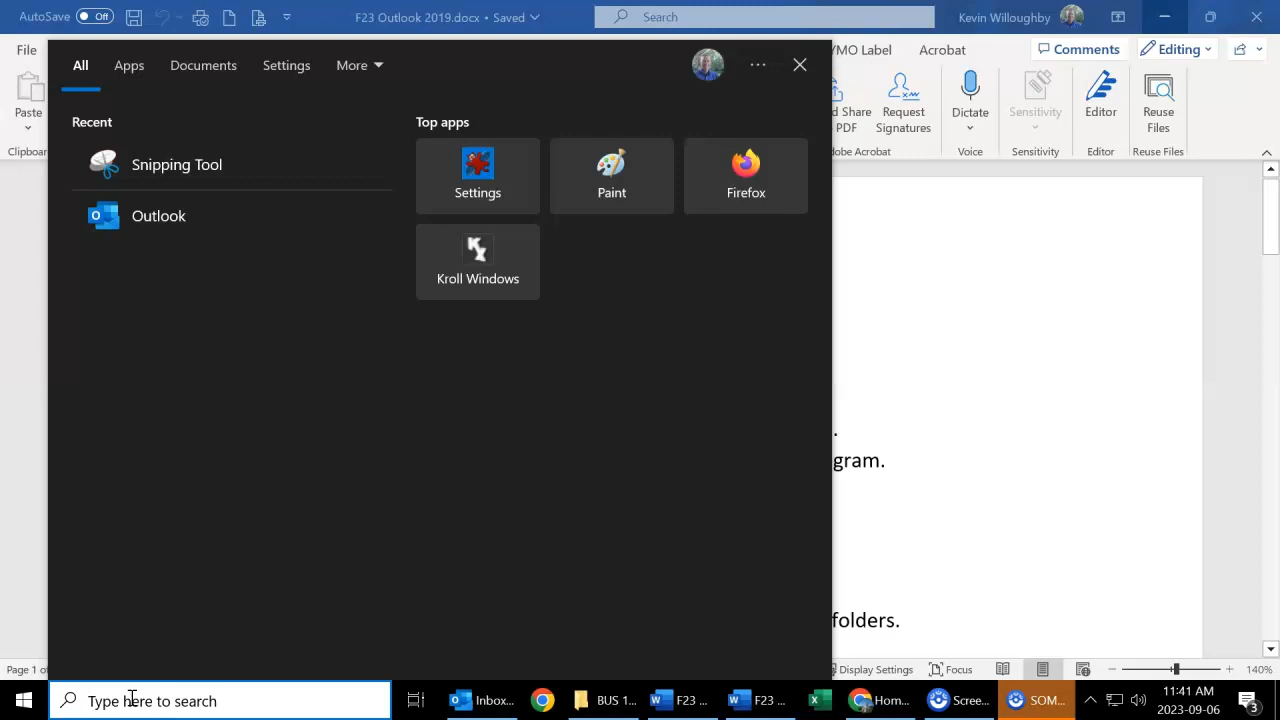 AutoSave Off F23 Outlook 2019.docx • Saved Search Kevin Willoughby
File YMO Label Acrobat Comments Editing
All Apps Documents Settings More
Paste d Share PDF Request Signatures Dictate Sensitivity Editor Reuse Files
Clipboar dobe Acrobat Voice Sensitivity Editor Reuse Files
Recent Top apps
Snipping Tool
Settings Paint Firefox
Outlook
Kroll Windows
.
gram.
folders.
Page 1 o Display Settings Focus 140%
Type here to search Inbox... BUS 1... F23 ... F23 ... Hom... Scree... SOM... 11:41 AM
2023-09-06 3